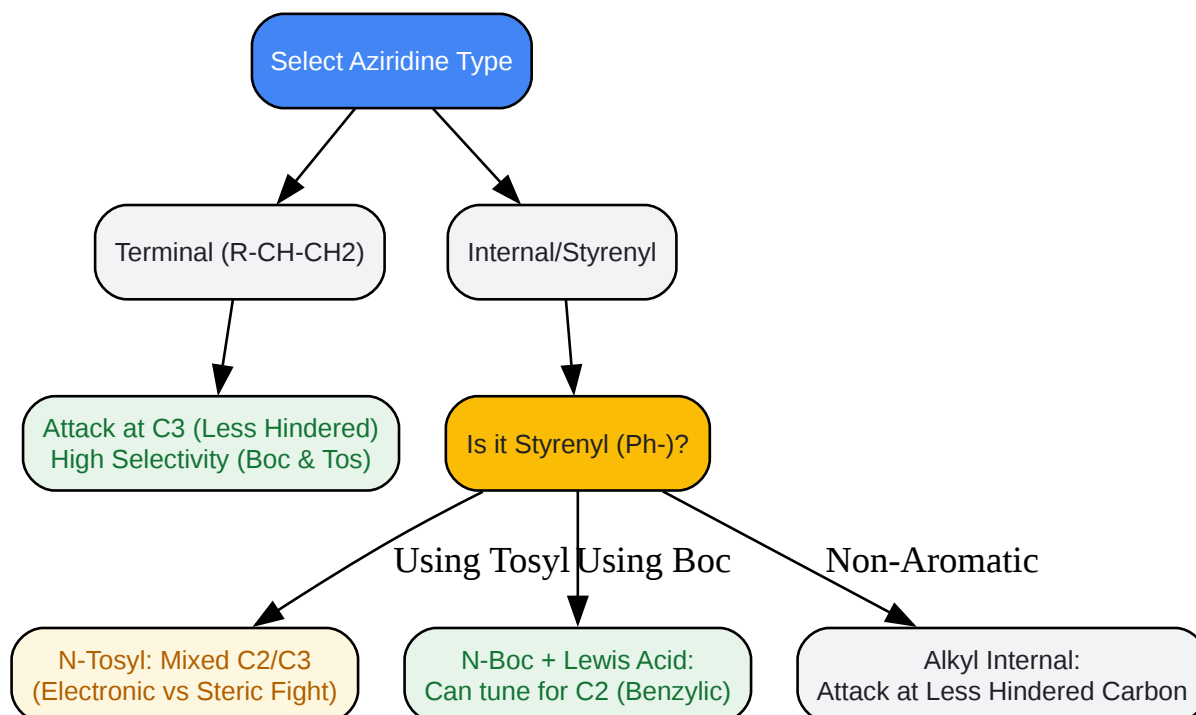 Select Aziridine Type
Terminal (R-CH-CH2)
Internal/Styrenyl
Attack at C3 (Less Hindered)
High Selectivity (Boc & Tos)
Is it Styrenyl (Ph-)?
Using Tosyl
Using Boc
Non-Aromatic
N-Tosyl: Mixed C2/C3
(Electronic vs Steric Fight)
N-Boc + Lewis Acid:
Can tune for C2 (Benzylic)
Alkyl Internal:
Attack at Less Hindered Carbon